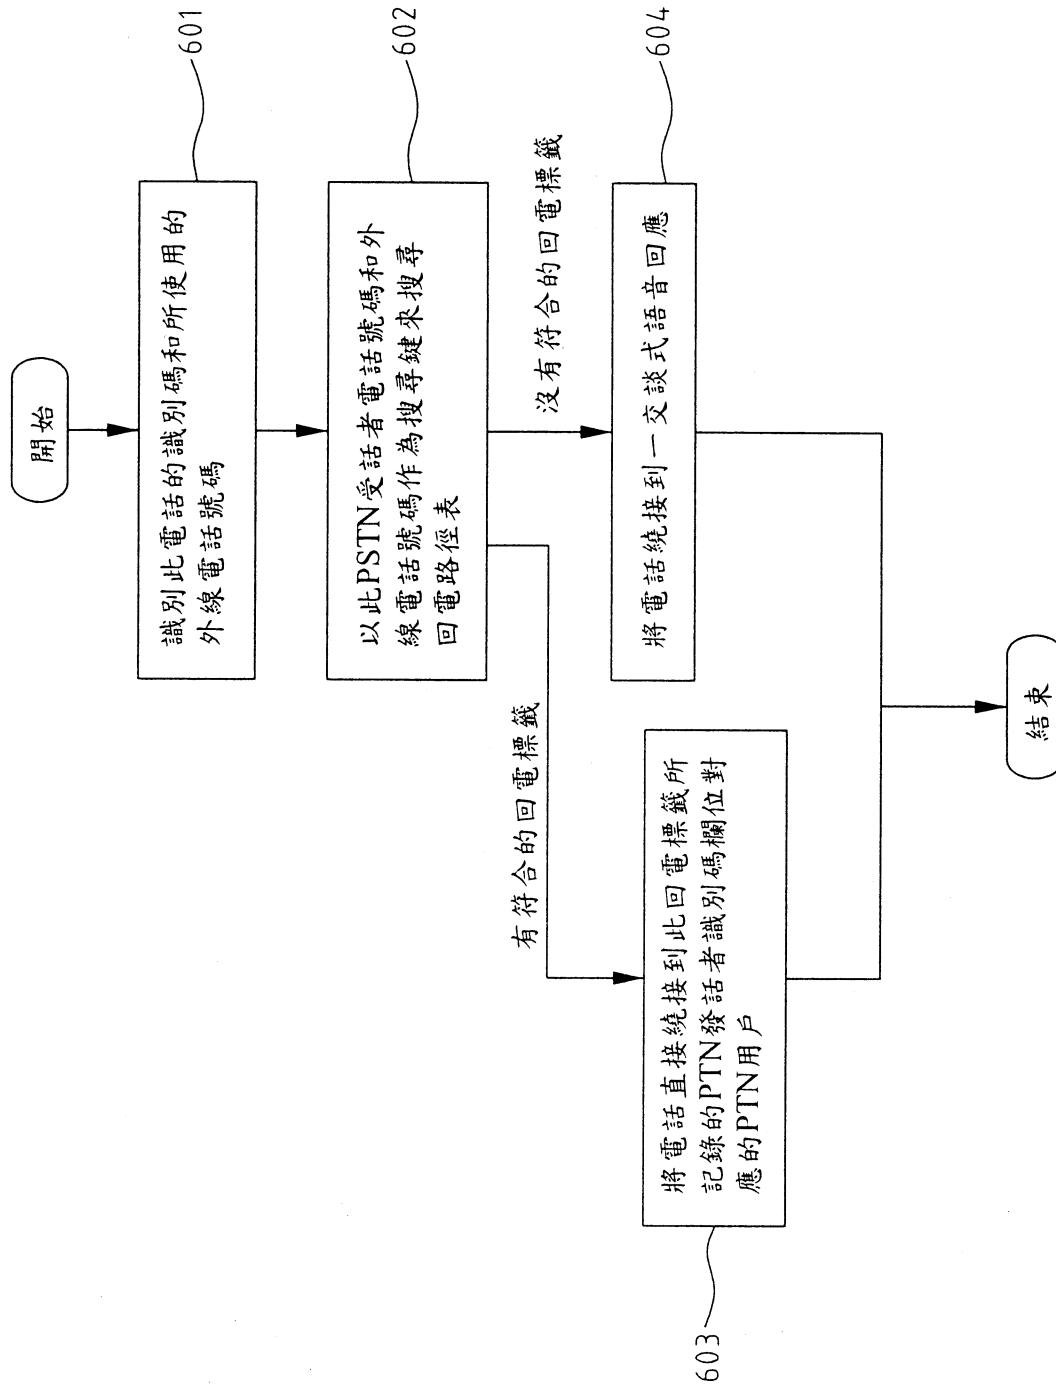 開始
601
識別此電話的識別碼和所使用的
外線電話號碼
602
以此PSTN受話者電話號碼和外
線電話號碼作為搜尋鍵來搜尋
回電路徑表
有符合的回電標籤
沒有符合的回電標籤
603
將電話直接繞接到此回電標籤所
記錄的PTN發話者識別碼欄位對
應的PTN用戶
604
將電話繞接到一交談式語音回應
結束